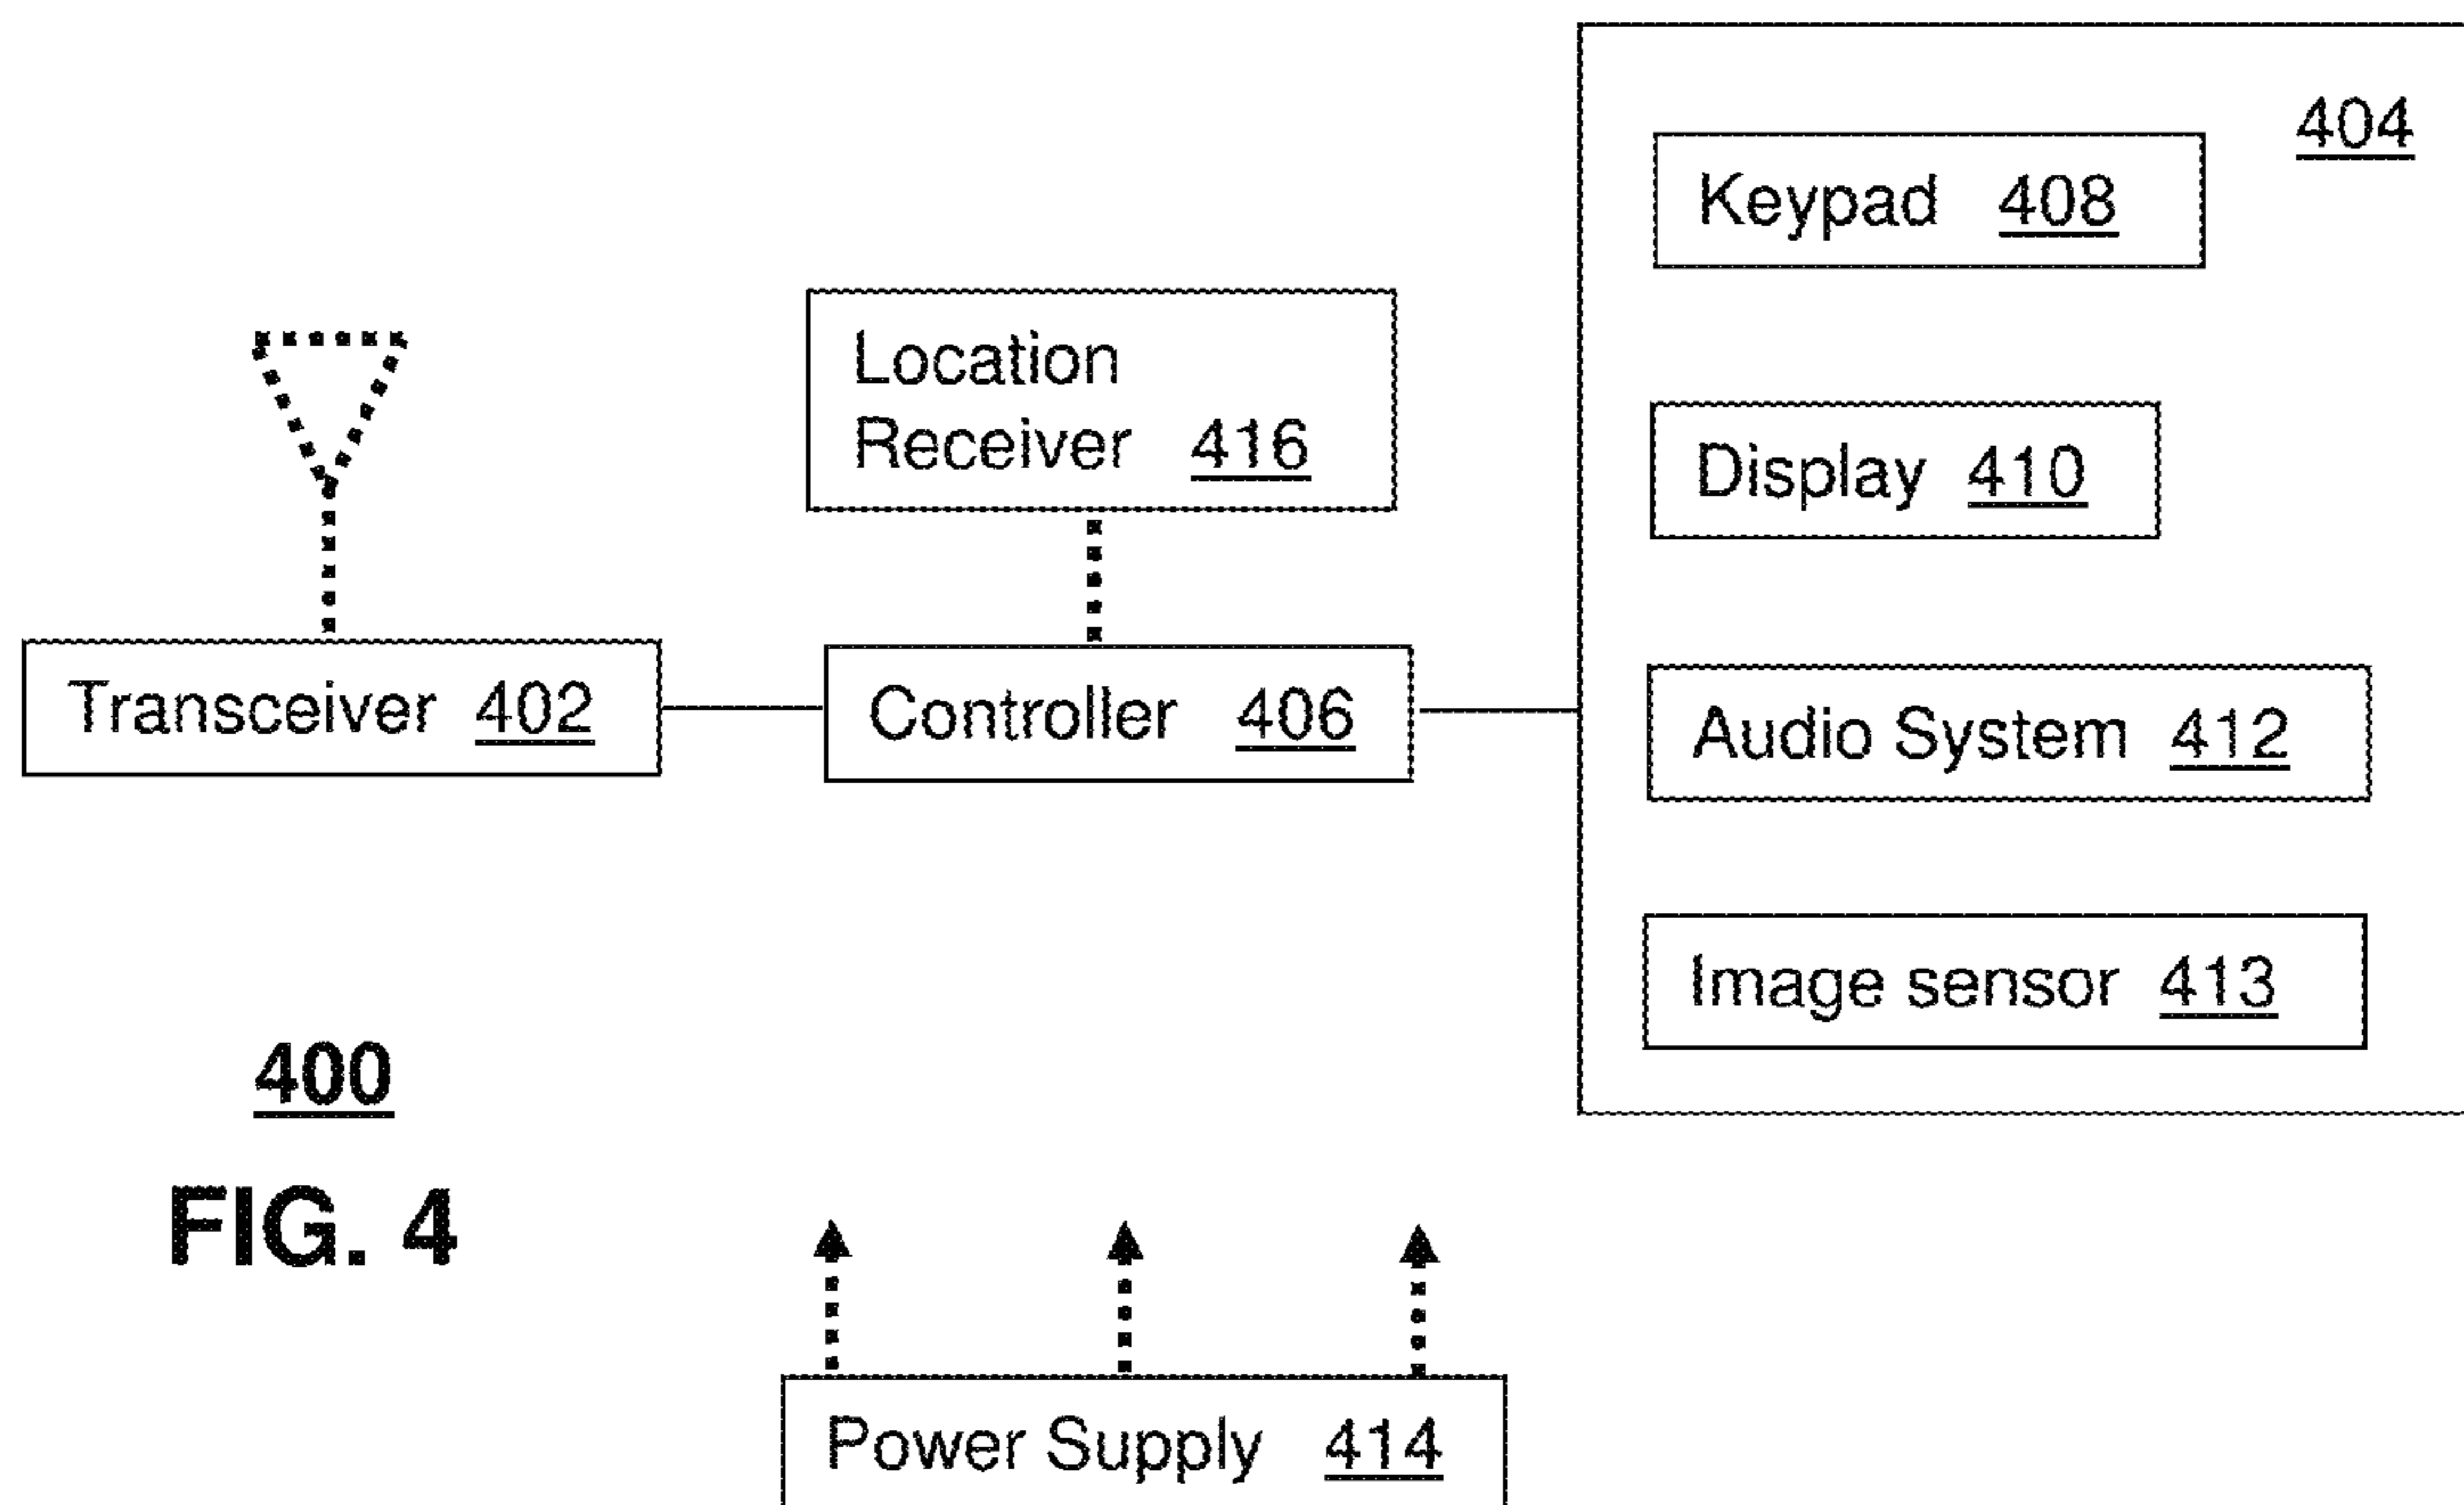 404
Keypad 408
Location
Receiver 416
Display 410
Transceiver 402
Controller 406
Audio System 412
Image sensor 413
400
FIG. 4
Power Supply 414